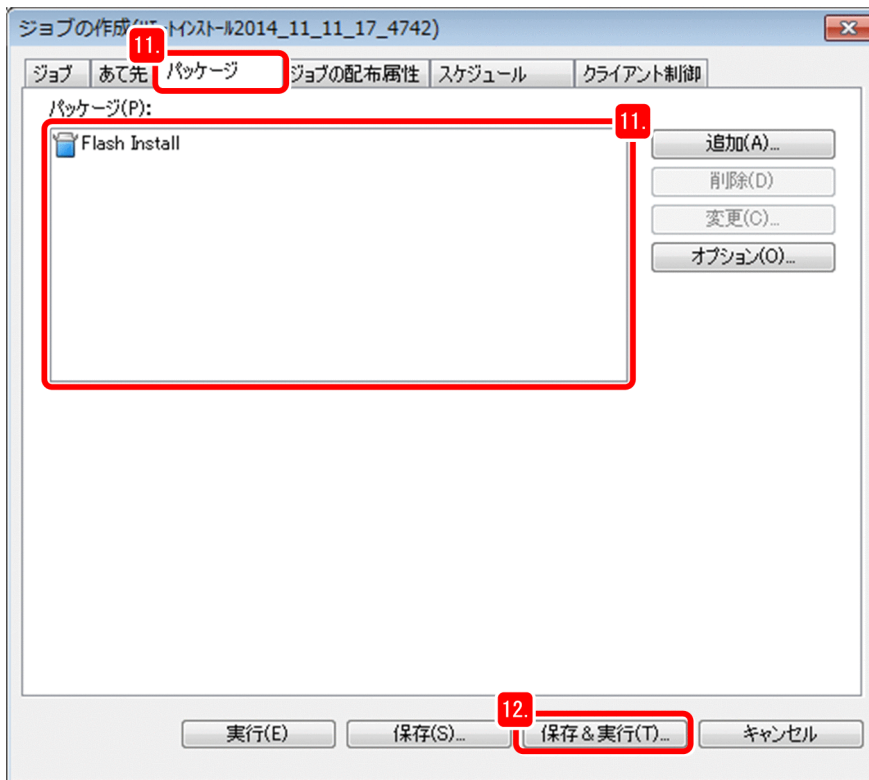 ジョブの作成(ﾘﾓｰﾄｲﾝｽﾄｰﾙ2014_11_11_17_4742)
11.
ジョブ あて先 パッケージ ジョブの配布属性 スケジュール クライアント制御
パッケージ(P):
11.
Flash Install
追加(A)...
削除(D)
変更(C)...
オプション(O)...
12.
実行(E) 保存(S)... 保存&実行(T)... キャンセル